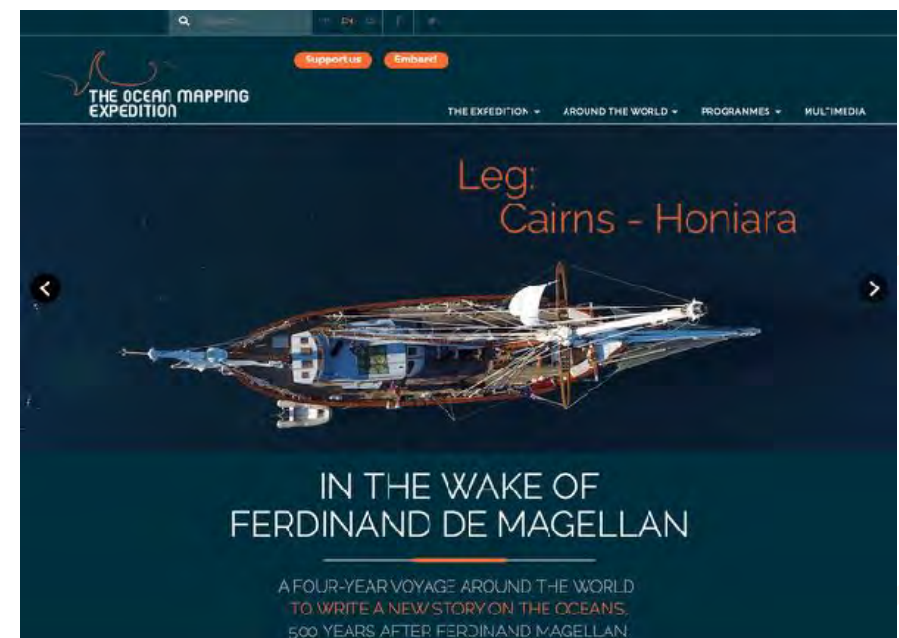 EN
Support us Embard
THE OCEAN MAPPING
EXPEDITION
THE EXPEDITION AROUND THE WORLD PROGRAMMES MULTIMEDIA
Leg:
Cairns - Honiara
IN THE WAKE OF
FERDINAND DE MAGELLAN
A FOUR-YEAR VOYAGE AROUND THE WORLD
TO WRITE A NEW STORY ON THE OCEANS,
500 YEARS AFTER FERDINAND MAGELLAN